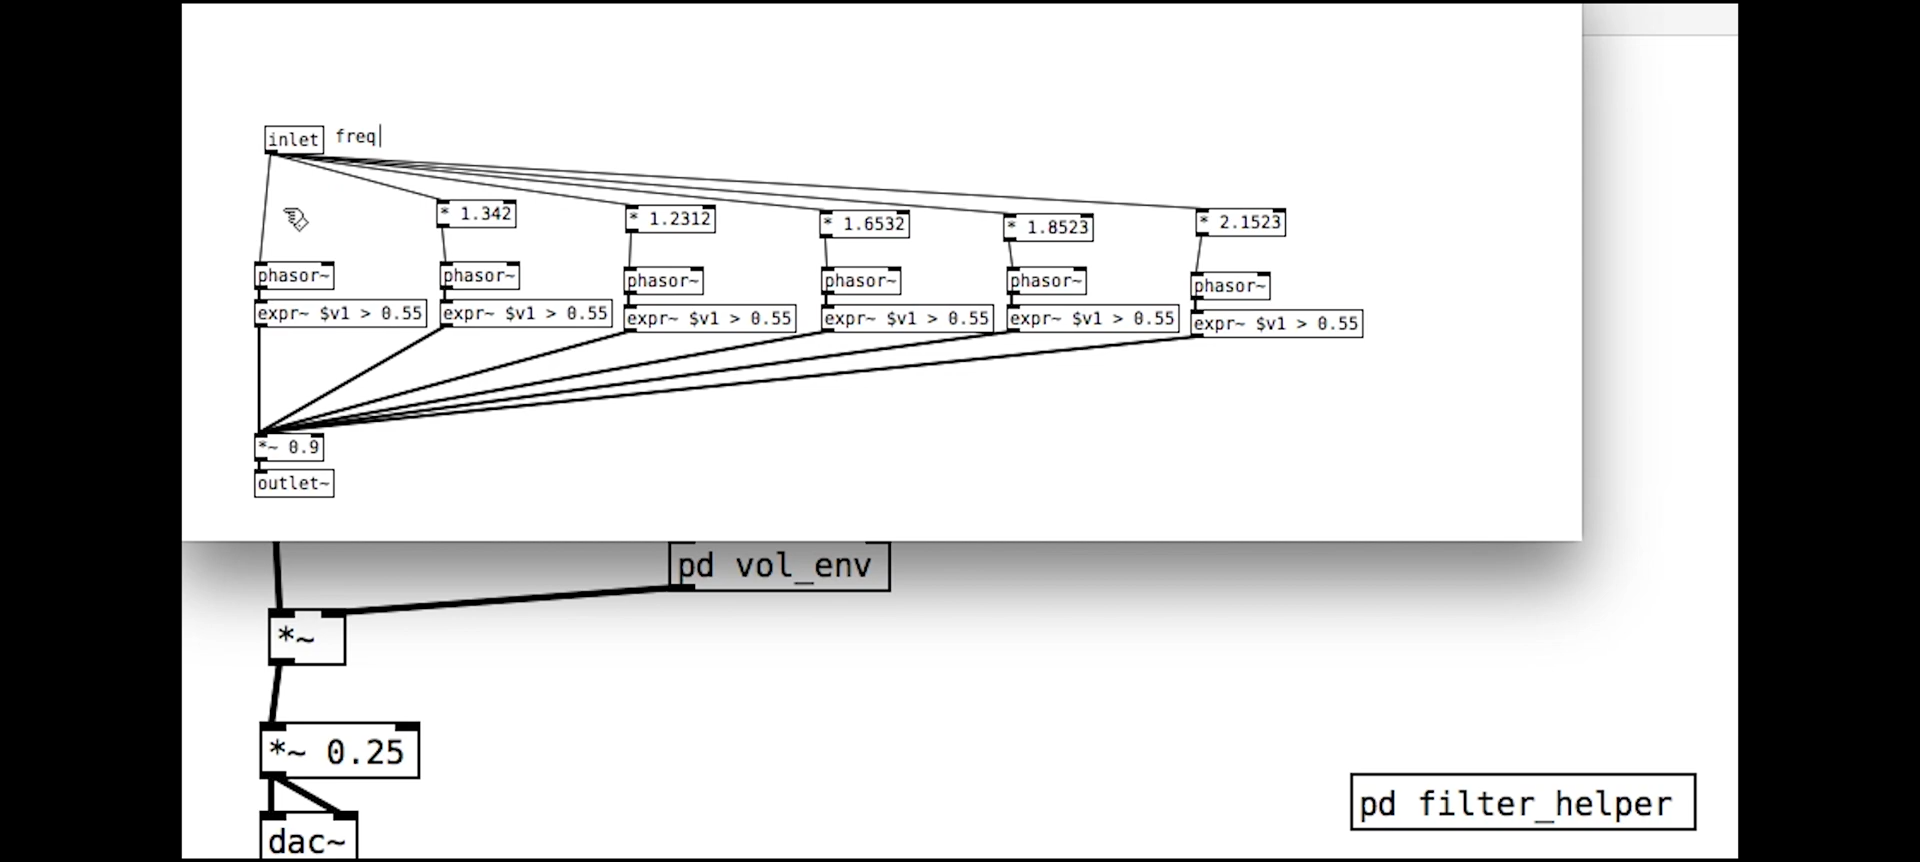 inlet freq
* 1.342
* 1.2312
* 1.6532
* 1.8523
* 2.1523
phasor~
phasor~
phasor~
phasor~
phasor~
phasor~
expr~ $v1 > 0.55
expr~ $v1 > 0.55
expr~ $v1 > 0.55
expr~ $v1 > 0.55
expr~ $v1 > 0.55
expr~ $v1 > 0.55
*~ 0.9
outlet~
pd vol_env
*~
*~ 0.25
pd filter_helper
dac~